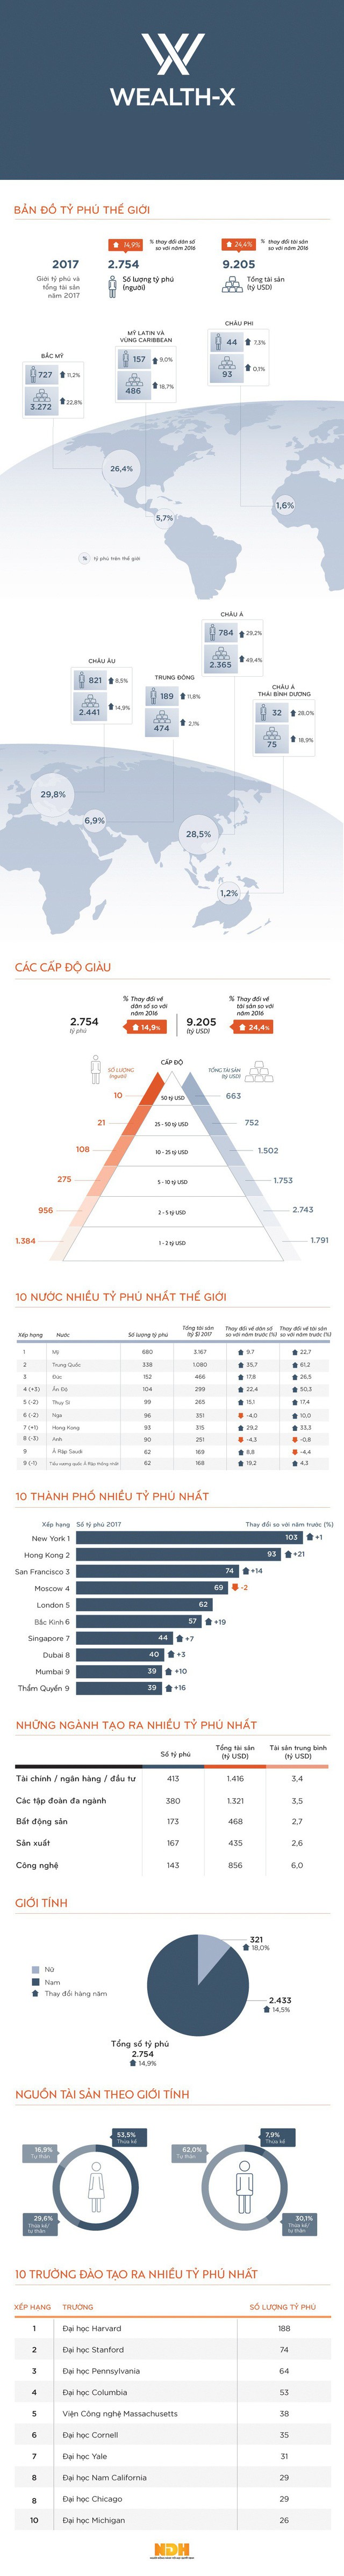 WEALTH-X
BẢN ĐỒ TỶ PHÚ THẾ GIỚI
14,9% % thay đổi dân số so với năm 2016
24,4% % thay đổi tài sản so với năm 2016
2017 2.754 9.205
Giới tỷ phú và tổng tài sản năm 2017
Số lượng tỷ phú (người)
Tổng tài sản (tỷ USD)
CHÂU PHI
44 7,3%
93 0,1%
MỸ LATIN VÀ VÙNG CARIBBEAN
157 9,0%
486 18,7%
BẮC MỸ
727 11,2%
3.272 22,8%
26,4%
1,6%
5,7%
% tỷ phú trên thế giới
CHÂU Á
784 29,2%
2.365 49,4%
CHÂU ÂU
821 8,5%
2.441 14,9%
TRUNG ĐÔNG
189 11,8%
474 2,1%
CHÂU Á THÁI BÌNH DƯƠNG
32 28,0%
75 18,9%
29,8%
6,9%
28,5%
1,2%
CÁC CẤP ĐỘ GIÀU
% Thay đổi về dân số so với năm 2016
% Thay đổi về tài sản so với năm 2016
2.754 tỷ phú 14,9%
9.205 (tỷ USD) 24,4%
SỐ LƯỢNG (người)
CẤP ĐỘ
TỔNG TÀI SẢN (tỷ USD)
10 50 tỷ USD 663
21 25 - 50 tỷ USD 752
108 10 - 25 tỷ USD 1.502
275 5 - 10 tỷ USD 1.753
956 2 - 5 tỷ USD 2.743
1.384 1 - 2 tỷ USD 1.791
10 NƯỚC NHIỀU TỶ PHÚ NHẤT THẾ GIỚI
Xếp hạng Nước Số lượng tỷ phú Tổng tài sản (tỷ $) 2017 Thay đổi về dân số so với năm trước (%) Thay đổi về tài sản so với năm trước (%)
1 Mỹ 680 3.167 9.7 22,7
2 Trung Quốc 338 1.080 35,7 61,2
3 Đức 152 466 17,8 26,5
4 (+3) Ấn Độ 104 299 22,4 50,3
5 (-2) Thụy Sĩ 99 265 15,1 17,4
6 (-2) Nga 96 351 -4,0 10,0
7 (+1) Hong Kong 93 315 29,2 33,3
8 (-3) Anh 90 251 -4,3 -0,8
9 Ả Rập Saudi 62 169 8,8 -4,4
9 (-1) Tiểu vương quốc Ả Rập thống nhất 62 168 19,2 4,3
10 THÀNH PHỐ NHIỀU TỶ PHÚ NHẤT
Xếp hạng Số tỷ phú 2017 Thay đổi so với năm trước (%)
New York 1 103 +1
Hong Kong 2 93 +21
San Francisco 3 74 +14
Moscow 4 69 -2
London 5 62
Bắc Kinh 6 57 +19
Singapore 7 44 +7
Dubai 8 40 +3
Mumbai 9 39 +10
Thẩm Quyến 9 39 +16
NHỮNG NGÀNH TẠO RA NHIỀU TỶ PHÚ NHẤT
Số tỷ phú Tổng tài sản (tỷ USD) Tài sản trung bình (tỷ USD)
Tài chính / ngân hàng / đầu tư 413 1.416 3,4
Các tập đoàn đa ngành 380 1.321 3,5
Bất động sản 173 468 2,7
Sản xuất 167 435 2,6
Công nghệ 143 856 6,0
GIỚI TÍNH
321
18,0%
Nữ
Nam
Thay đổi hàng năm
2.433
14,5%
Tổng số tỷ phú
2.754
14,9%
NGUỒN TÀI SẢN THEO GIỚI TÍNH
53,5% Thừa kế
16,9% Tự thân
29,6% Thừa kế/ tự thân
7,9% Thừa kế
62,0% Tự thân
30,1% Thừa kế/ tự thân
10 TRƯỜNG ĐÀO TẠO RA NHIỀU TỶ PHÚ NHẤT
XẾP HẠNG TRƯỜNG SỐ LƯỢNG TỶ PHÚ
1 Đại học Harvard 188
2 Đại học Stanford 74
3 Đại học Pennsylvania 64
4 Đại học Columbia 53
5 Viện Công nghệ Massachusetts 38
6 Đại học Cornell 35
7 Đại học Yale 31
8 Đại học Nam California 29
8 Đại học Chicago 29
10 Đại học Michigan 26
NDH